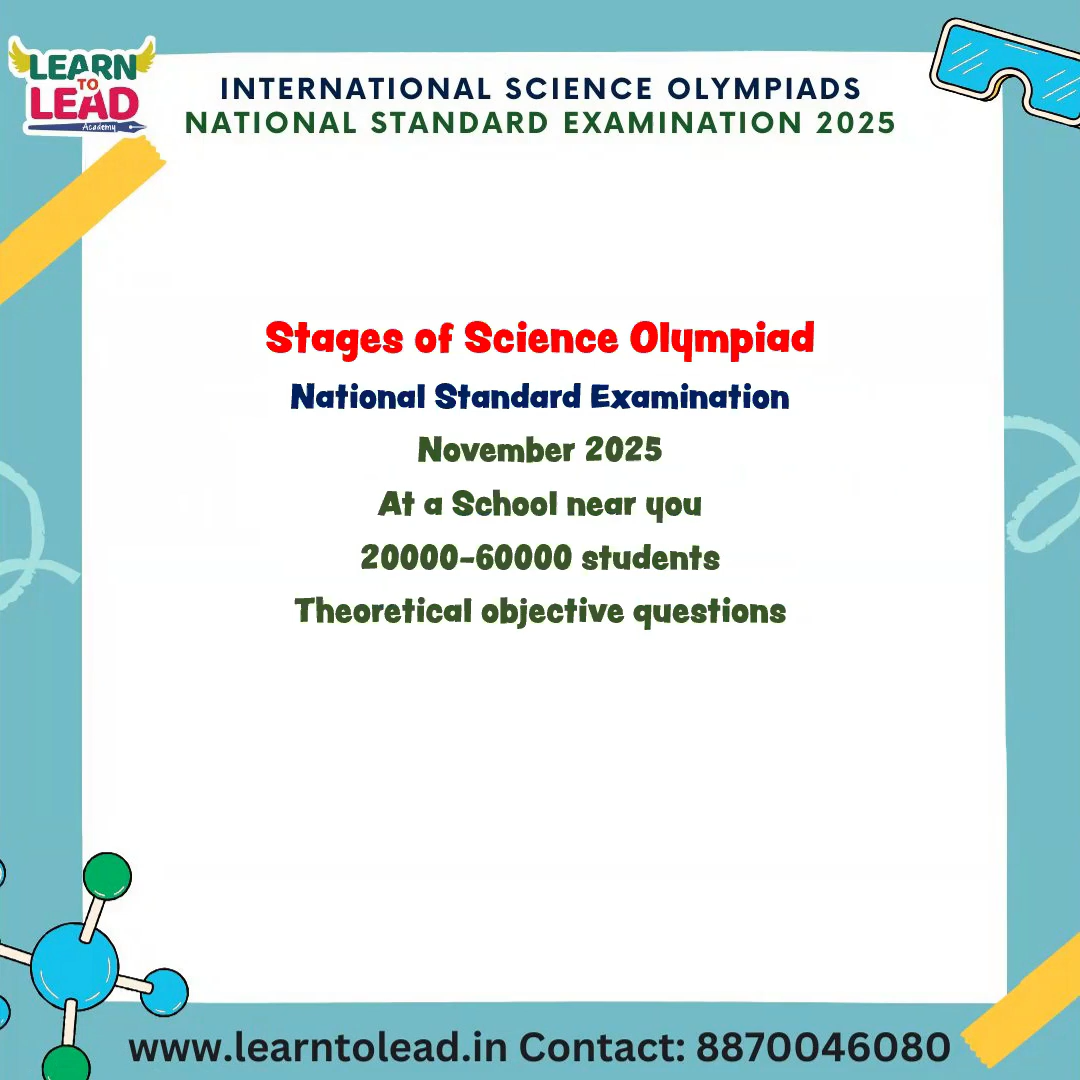 LEARN
TO
LEAD
Academy
INTERNATIONAL SCIENCE OLYMPIADS
NATIONAL STANDARD EXAMINATION 2025
Stages of Science Olympiad
National Standard Examination
November 2025
At a School near you
20000-60000 students
Theoretical objective questions
www.learntolead.in Contact: 8870046080